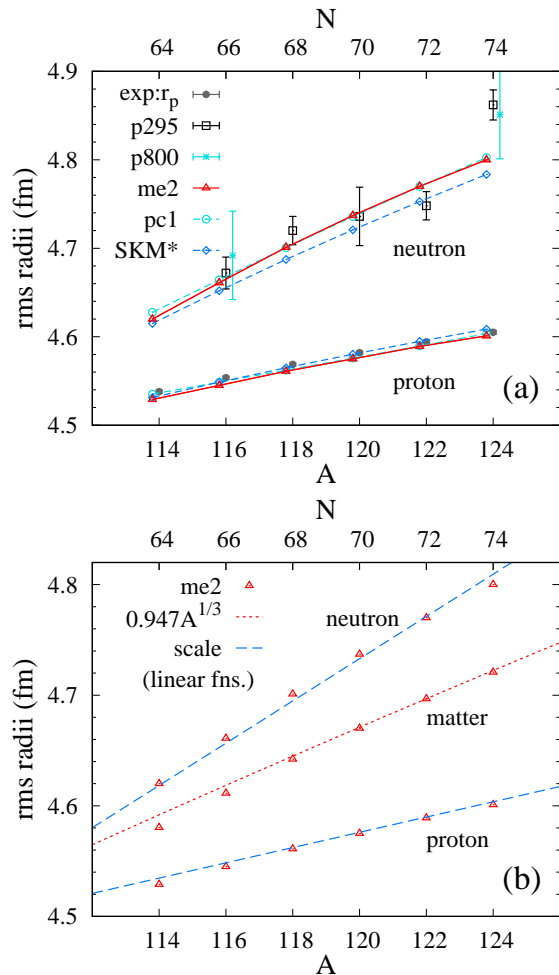 N
64 66 68 70 72 74
4.9
4.8
4.7
4.6
4.5
rms radii (fm)
exp:r_p
p295
p800
me2
pc1
SKM*
neutron
proton
(a)
114 116 118 120 122 124
A
N
64 66 68 70 72 74
4.8
4.7
4.6
4.5
rms radii (fm)
me2
0.947A^{1/3}
scale
(linear fns.)
neutron
matter
proton
(b)
114 116 118 120 122 124
A